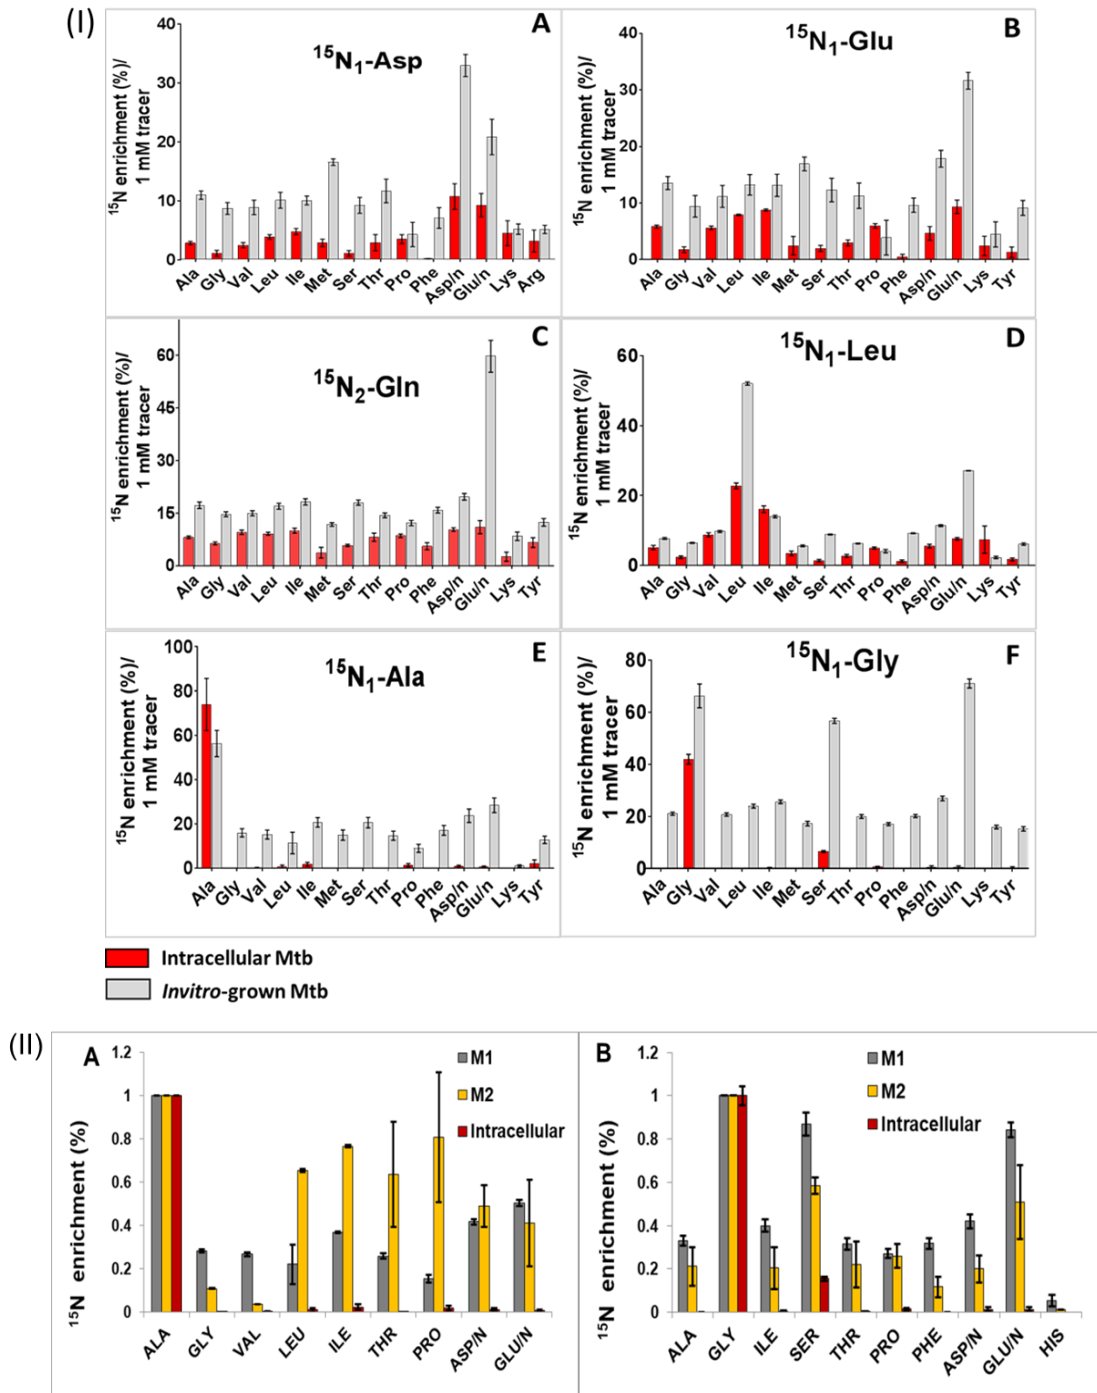 (I)
A
¹⁵N₁-Asp
¹⁵N enrichment (%)/
1 mM tracer
40
30
20
10
0
Ala Gly Val Leu Ile Met Ser Thr Pro Phe Asp/n Glu/n Lys Arg
B
¹⁵N₁-Glu
¹⁵N enrichment (%)/
1 mM tracer
40
30
20
10
0
Ala Gly Val Leu Ile Met Ser Thr Pro Phe Asp/n Glu/n Lys Tyr
C
¹⁵N₂-Gln
¹⁵N enrichment (%)/
1 mM tracer
60
45
30
15
0
Ala Gly Val Leu Ile Met Ser Thr Pro Phe Asp/n Glu/n Lys Tyr
D
¹⁵N₁-Leu
¹⁵N enrichment (%)/
1 mM tracer
60
40
20
0
Ala Gly Val Leu Ile Met Ser Thr Pro Phe Asp/n Glu/n Lys Tyr
E
¹⁵N₁-Ala
¹⁵N enrichment (%)/
1 mM tracer
100
80
60
40
20
0
Ala Gly Val Leu Ile Met Ser Thr Pro Phe Asp/n Glu/n Lys Tyr
F
¹⁵N₁-Gly
¹⁵N enrichment (%)/
1 mM tracer
80
60
40
20
0
Ala Gly Val Leu Ile Met Ser Thr Pro Phe Asp/n Glu/n Lys Tyr
Intracellular Mtb
Invitro-grown Mtb
(II)
A
¹⁵N enrichment (%)
1.2
1
0.8
0.6
0.4
0.2
0
M1
M2
Intracellular
ALA GLY VAL LEU ILE THR PRO ASP/N GLU/N
B
¹⁵N enrichment (%)
1.2
1
0.8
0.6
0.4
0.2
0
M1
M2
Intracellular
ALA GLY ILE SER THR PRO PHE ASP/N GLU/N HIS